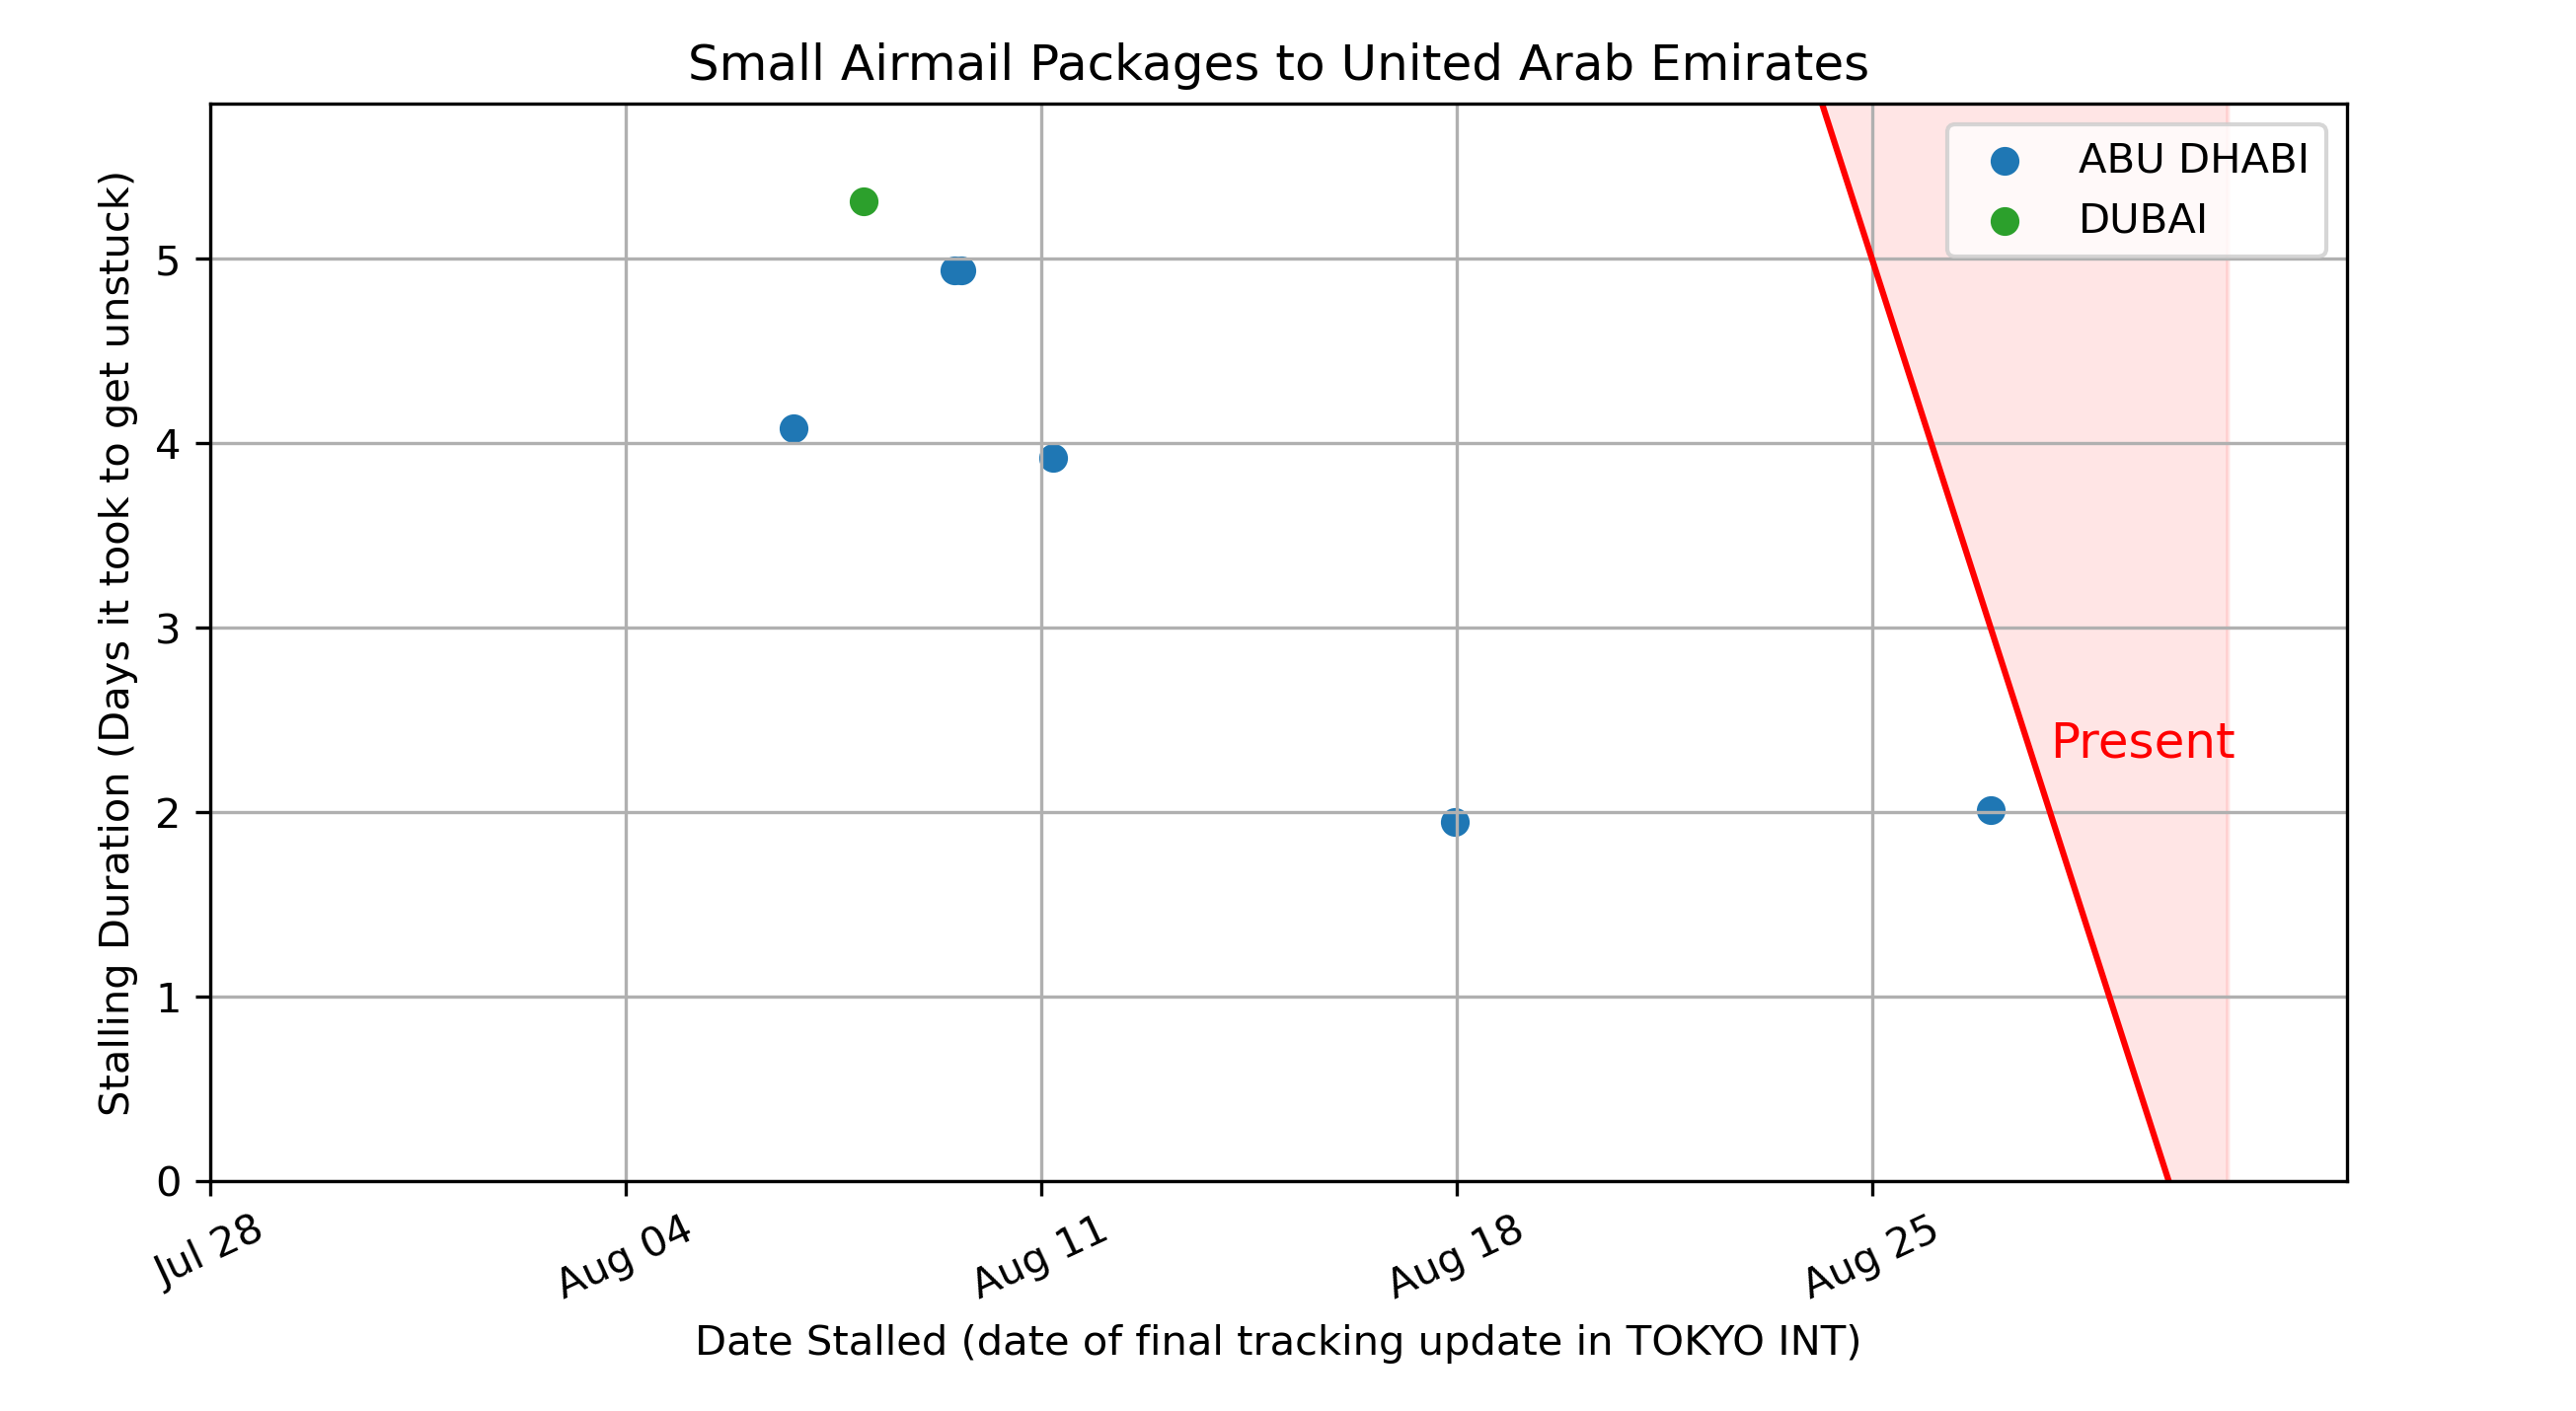 Small Airmail Packages to United Arab Emirates
ABU DHABI
DUBAI
Stalling Duration (Days it took to get unstuck)
5
4
3
2
1
0
Present
Jul 28
Aug 04
Aug 11
Aug 18
Aug 25
Date Stalled (date of final tracking update in TOKYO INT)